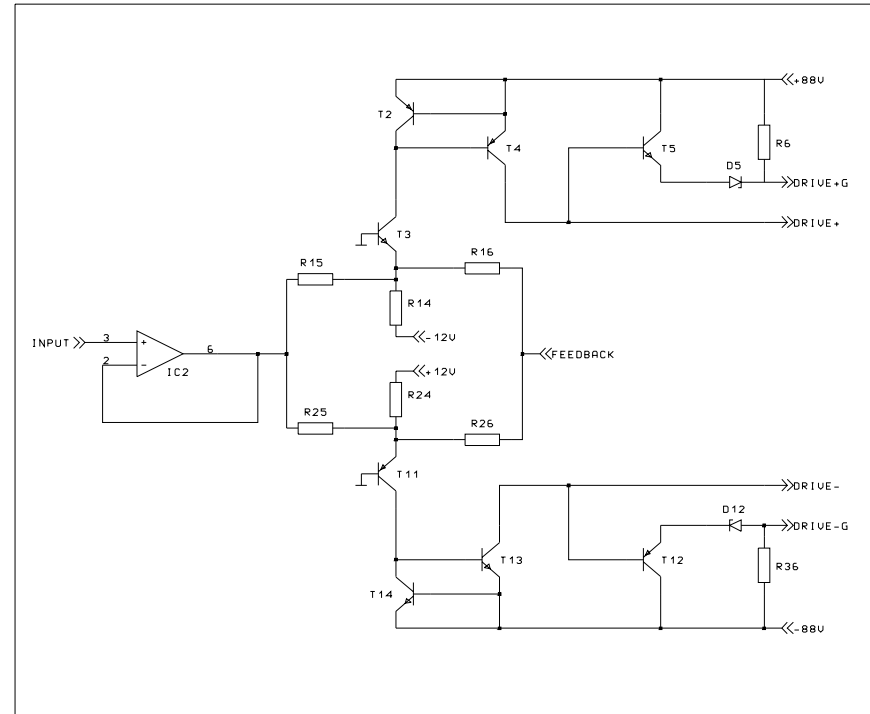 +88V
T2
T4
T5
R6
D5
DRIVE+G
DRIVE+
T3
R15
R16
R14
INPUT
3
+
6
-12V
2
-
IC2
FEEDBACK
+12V
R24
R25
R26
T11
DRIVE-
D12
DRIVE-G
T13
T12
R36
T14
-88V